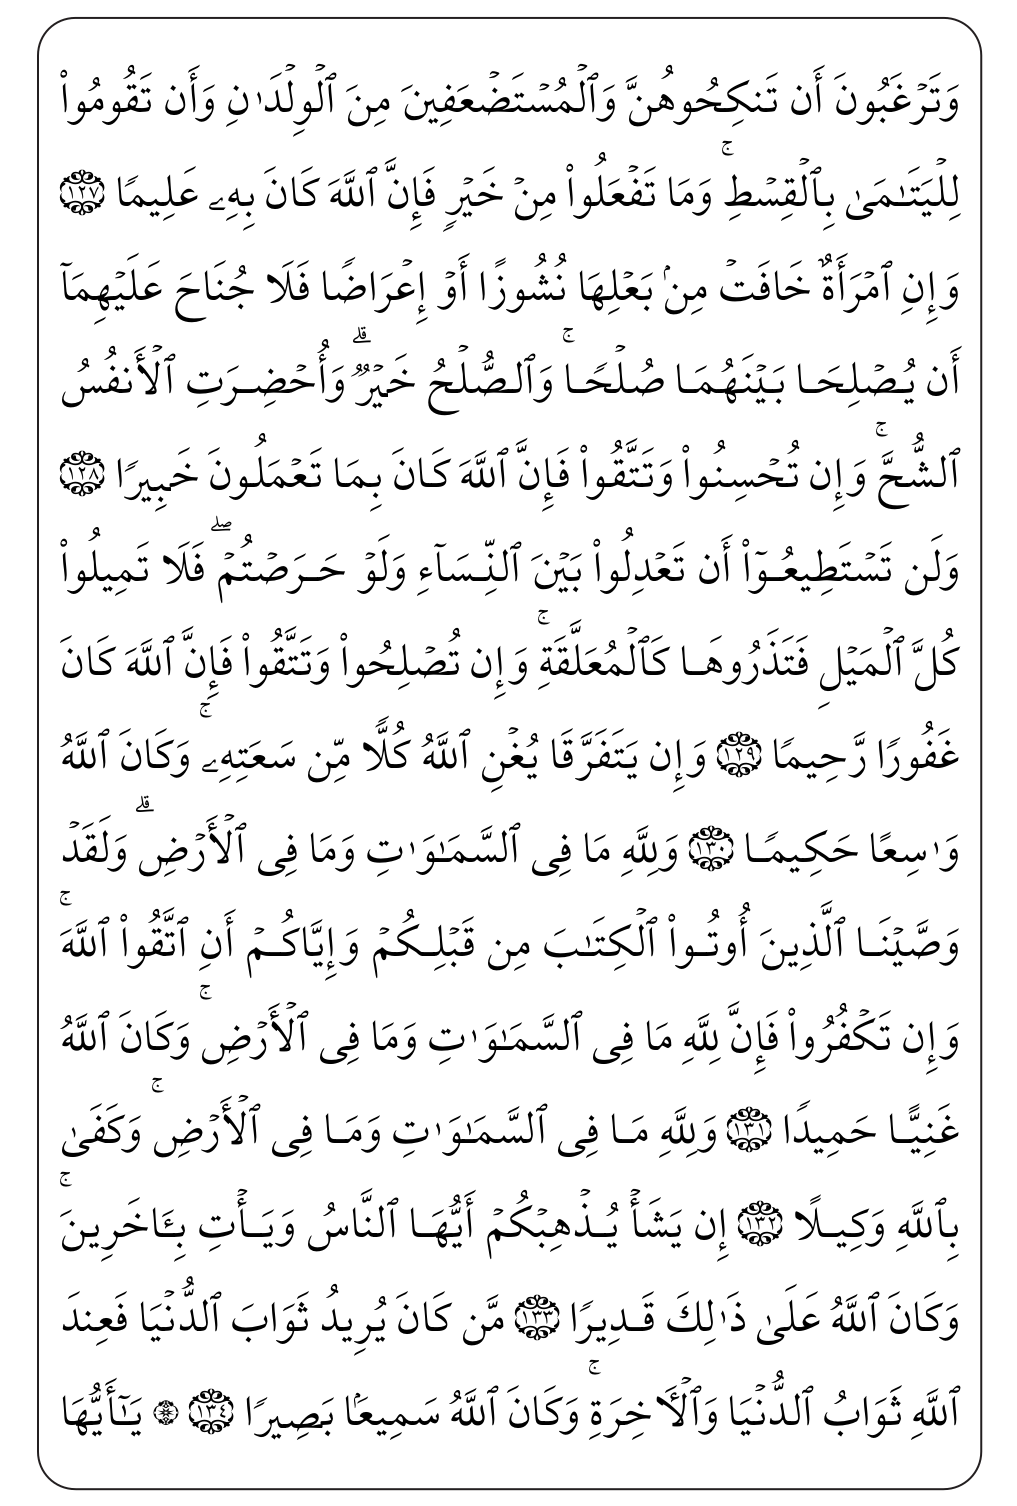 وَتَرۡغَبُونَ أَن تَنكِحُوهُنَّ وَٱلۡمُسۡتَضۡعَفِينَ مِنَ ٱلۡوِلۡدَٰنِ وَأَن تَقُومُواْ
لِلۡيَتَٰمَىٰ بِٱلۡقِسۡطِۚ وَمَا تَفۡعَلُواْ مِنۡ خَيۡرٖ فَإِنَّ ٱللَّهَ كَانَ بِهِۦ عَلِيمٗا ١٢٧
وَإِنِ ٱمۡرَأَةٌ خَافَتۡ مِنۢ بَعۡلِهَا نُشُوزًا أَوۡ إِعۡرَاضٗا فَلَا جُنَاحَ عَلَيۡهِمَآ
أَن يُصۡلِحَا بَيۡنَهُمَا صُلۡحٗاۚ وَٱلصُّلۡحُ خَيۡرٞۗ وَأُحۡضِرَتِ ٱلۡأَنفُسُ
ٱلشُّحَّۚ وَإِن تُحۡسِنُواْ وَتَتَّقُواْ فَإِنَّ ٱللَّهَ كَانَ بِمَا تَعۡمَلُونَ خَبِيرٗا ١٢٨
وَلَن تَسۡتَطِيعُوٓاْ أَن تَعۡدِلُواْ بَيۡنَ ٱلنِّسَآءِ وَلَوۡ حَرَصۡتُمۡۖ فَلَا تَمِيلُواْ
كُلَّ ٱلۡمَيۡلِ فَتَذَرُوهَا كَٱلۡمُعَلَّقَةِۚ وَإِن تُصۡلِحُواْ وَتَتَّقُواْ فَإِنَّ ٱللَّهَ كَانَ
غَفُورٗا رَّحِيمٗا ١٢٩ وَإِن يَتَفَرَّقَا يُغۡنِ ٱللَّهُ كُلّٗا مِّن سَعَتِهِۦۚ وَكَانَ ٱللَّهُ
وَٰسِعًا حَكِيمٗا ١٣٠ وَلِلَّهِ مَا فِي ٱلسَّمَٰوَٰتِ وَمَا فِي ٱلۡأَرۡضِۗ وَلَقَدۡ
وَصَّيۡنَا ٱلَّذِينَ أُوتُواْ ٱلۡكِتَٰبَ مِن قَبۡلِكُمۡ وَإِيَّاكُمۡ أَنِ ٱتَّقُواْ ٱللَّهَۚ
وَإِن تَكۡفُرُواْ فَإِنَّ لِلَّهِ مَا فِي ٱلسَّمَٰوَٰتِ وَمَا فِي ٱلۡأَرۡضِۚ وَكَانَ ٱللَّهُ
غَنِيًّا حَمِيدٗا ١٣١ وَلِلَّهِ مَا فِي ٱلسَّمَٰوَٰتِ وَمَا فِي ٱلۡأَرۡضِۚ وَكَفَىٰ
بِٱللَّهِ وَكِيلًا ١٣٢ إِن يَشَأۡ يُذۡهِبۡكُمۡ أَيُّهَا ٱلنَّاسُ وَيَأۡتِ بِـَٔاخَرِينَۚ
وَكَانَ ٱللَّهُ عَلَىٰ ذَٰلِكَ قَدِيرٗا ١٣٣ مَّن كَانَ يُرِيدُ ثَوَابَ ٱلدُّنۡيَا فَعِندَ
ٱللَّهِ ثَوَابُ ٱلدُّنۡيَا وَٱلۡأٓخِرَةِۚ وَكَانَ ٱللَّهُ سَمِيعَۢا بَصِيرٗا ١٣٤ ۞ يَٰٓأَيُّهَا